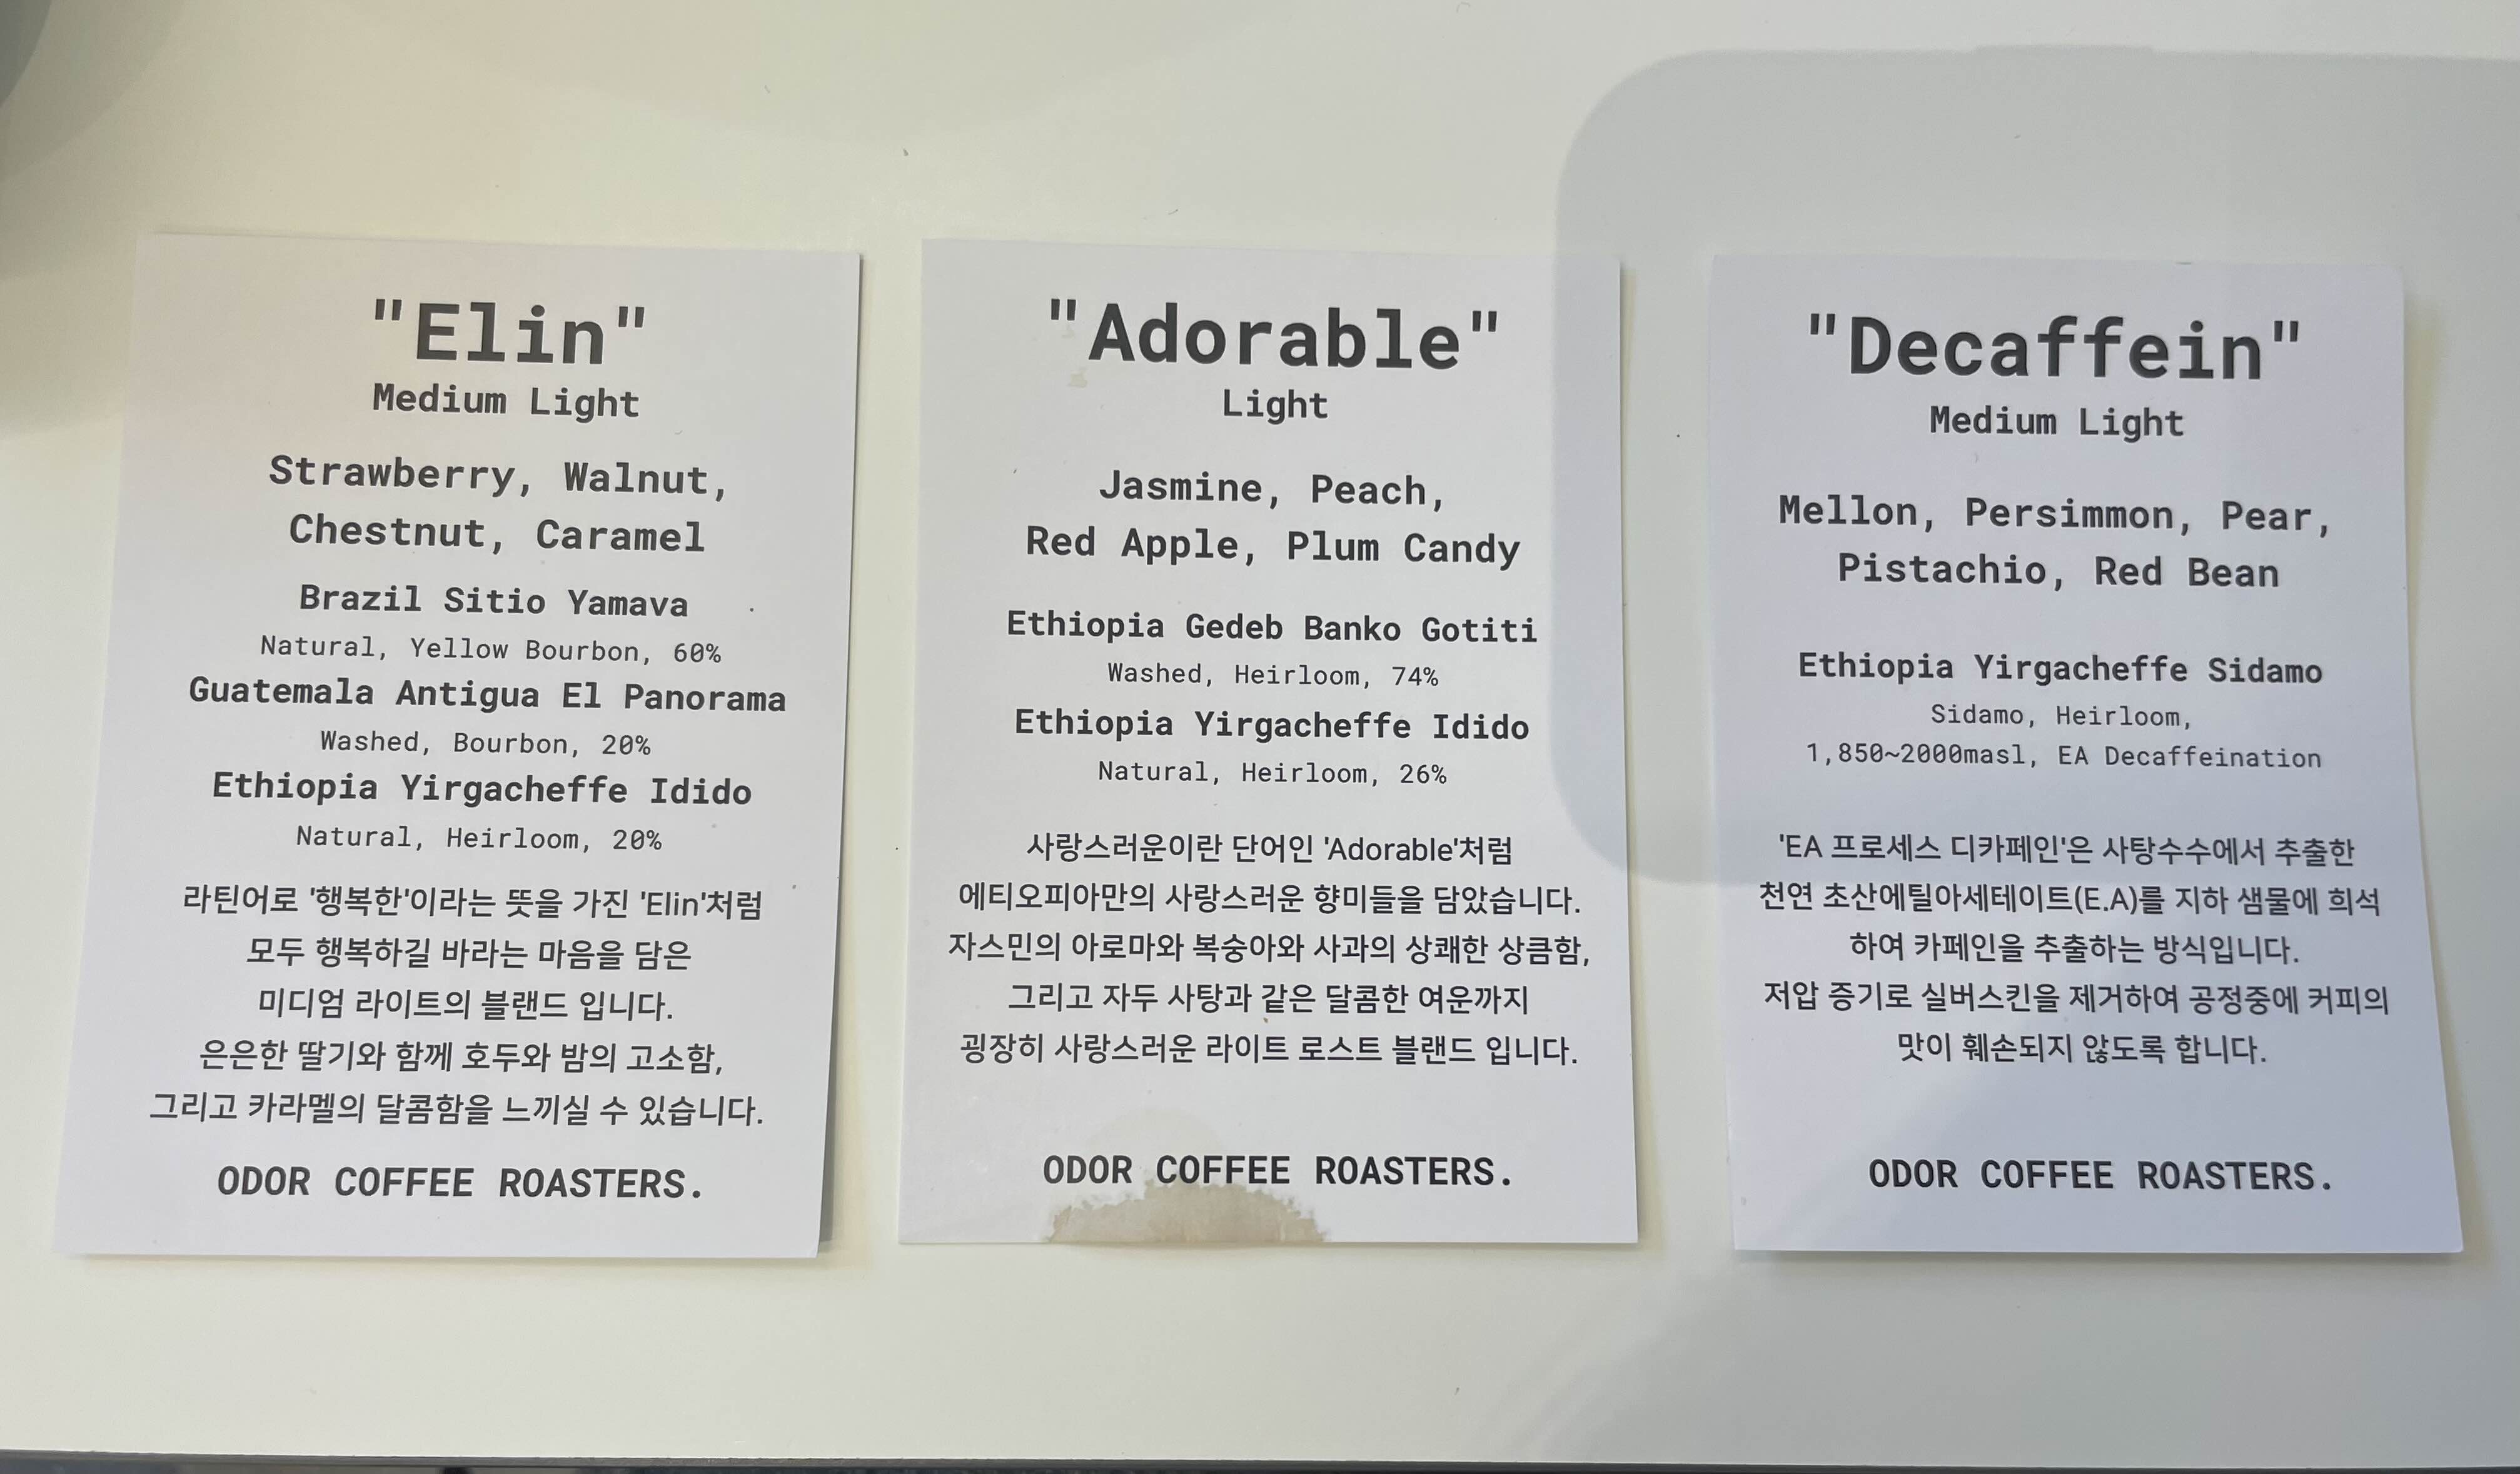 "Elin"
Medium Light
Strawberry, Walnut,
Chestnut, Caramel
Brazil Sitio Yamava
Natural, Yellow Bourbon, 60%
Guatemala Antigua El Panorama
Washed, Bourbon, 20%
Ethiopia Yirgacheffe Idido
Natural, Heirloom, 20%
라틴어로 '행복한'이라는 뜻을 가진 'Elin'처럼
모두 행복하길 바라는 마음을 담은
미디엄 라이트의 블랜드 입니다.
은은한 딸기와 함께 호두와 밤의 고소함,
그리고 카라멜의 달콤함을 느끼실 수 있습니다.
ODOR COFFEE ROASTERS.
"Adorable"
Light
Jasmine, Peach,
Red Apple, Plum Candy
Ethiopia Gedeb Banko Gotiti
Washed, Heirloom, 74%
Ethiopia Yirgacheffe Idido
Natural, Heirloom, 26%
사랑스러운이란 단어인 'Adorable'처럼
에티오피아만의 사랑스러운 향미들을 담았습니다.
자스민의 아로마와 복숭아와 사과의 상쾌한 상큼함,
그리고 자두 사탕과 같은 달콤한 여운까지
굉장히 사랑스러운 라이트 로스트 블랜드 입니다.
ODOR COFFEE ROASTERS.
"Decaffein"
Medium Light
Mellon, Persimmon, Pear,
Pistachio, Red Bean
Ethiopia Yirgacheffe Sidamo
Sidamo, Heirloom,
1,850~2000masl, EA Decaffeination
'EA 프로세스 디카페인'은 사탕수수에서 추출한
천연 초산에틸아세테이트(E.A)를 지하 샘물에 희석
하여 카페인을 추출하는 방식입니다.
저압 증기로 실버스킨을 제거하여 공정중에 커피의
맛이 훼손되지 않도록 합니다.
ODOR COFFEE ROASTERS.